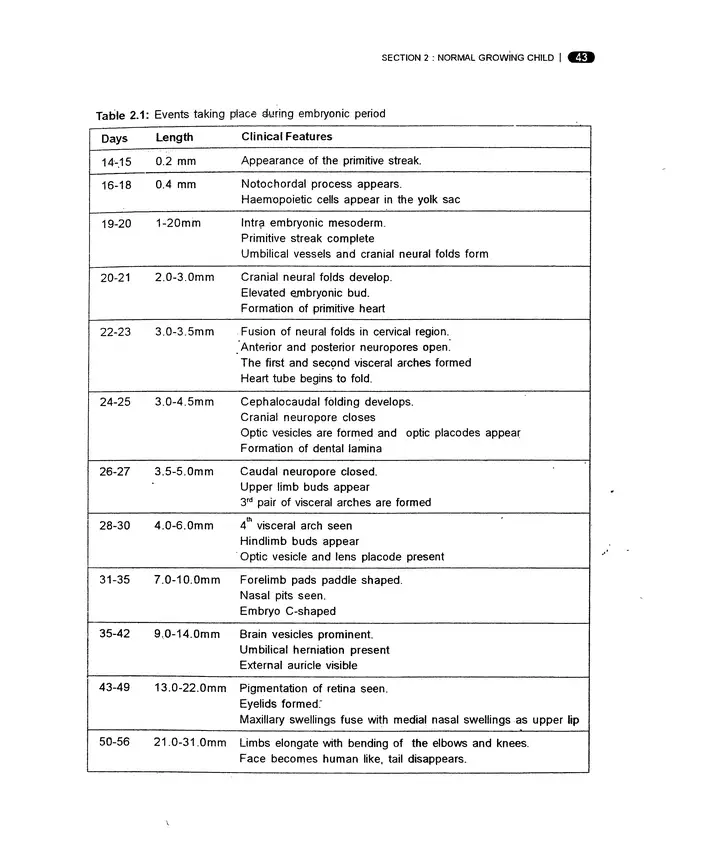 SECTION 2 : NORMAL GROWING CHILD | 43
Table 2.1: Events taking place during embryonic period
Days Length Clinical Features
14-15 0.2 mm Appearance of the primitive streak.
16-18 0.4 mm Notochordal process appears.
Haemopoietic cells appear in the yolk sac
19-20 1-20mm Intra embryonic mesoderm.
Primitive streak complete
Umbilical vessels and cranial neural folds form
20-21 2.0-3.0mm Cranial neural folds develop.
Elevated embryonic bud.
Formation of primitive heart
22-23 3.0-3.5mm Fusion of neural folds in cervical region.
Anterior and posterior neuropores open.
The first and second visceral arches formed
Heart tube begins to fold.
24-25 3.0-4.5mm Cephalocaudal folding develops.
Cranial neuropore closes
Optic vesicles are formed and optic placodes appear
Formation of dental lamina
26-27 3.5-5.0mm Caudal neuropore closed.
Upper limb buds appear
3rd pair of visceral arches are formed
28-30 4.0-6.0mm 4th visceral arch seen
Hindlimb buds appear
Optic vesicle and lens placode present
31-35 7.0-10.0mm Forelimb pads paddle shaped.
Nasal pits seen.
Embryo C-shaped
35-42 9.0-14.0mm Brain vesicles prominent.
Umbilical herniation present
External auricle visible
43-49 13.0-22.0mm Pigmentation of retina seen.
Eyelids formed.
Maxillary swellings fuse with medial nasal swellings as upper lip
50-56 21.0-31.0mm Limbs elongate with bending of the elbows and knees.
Face becomes human like, tail disappears.